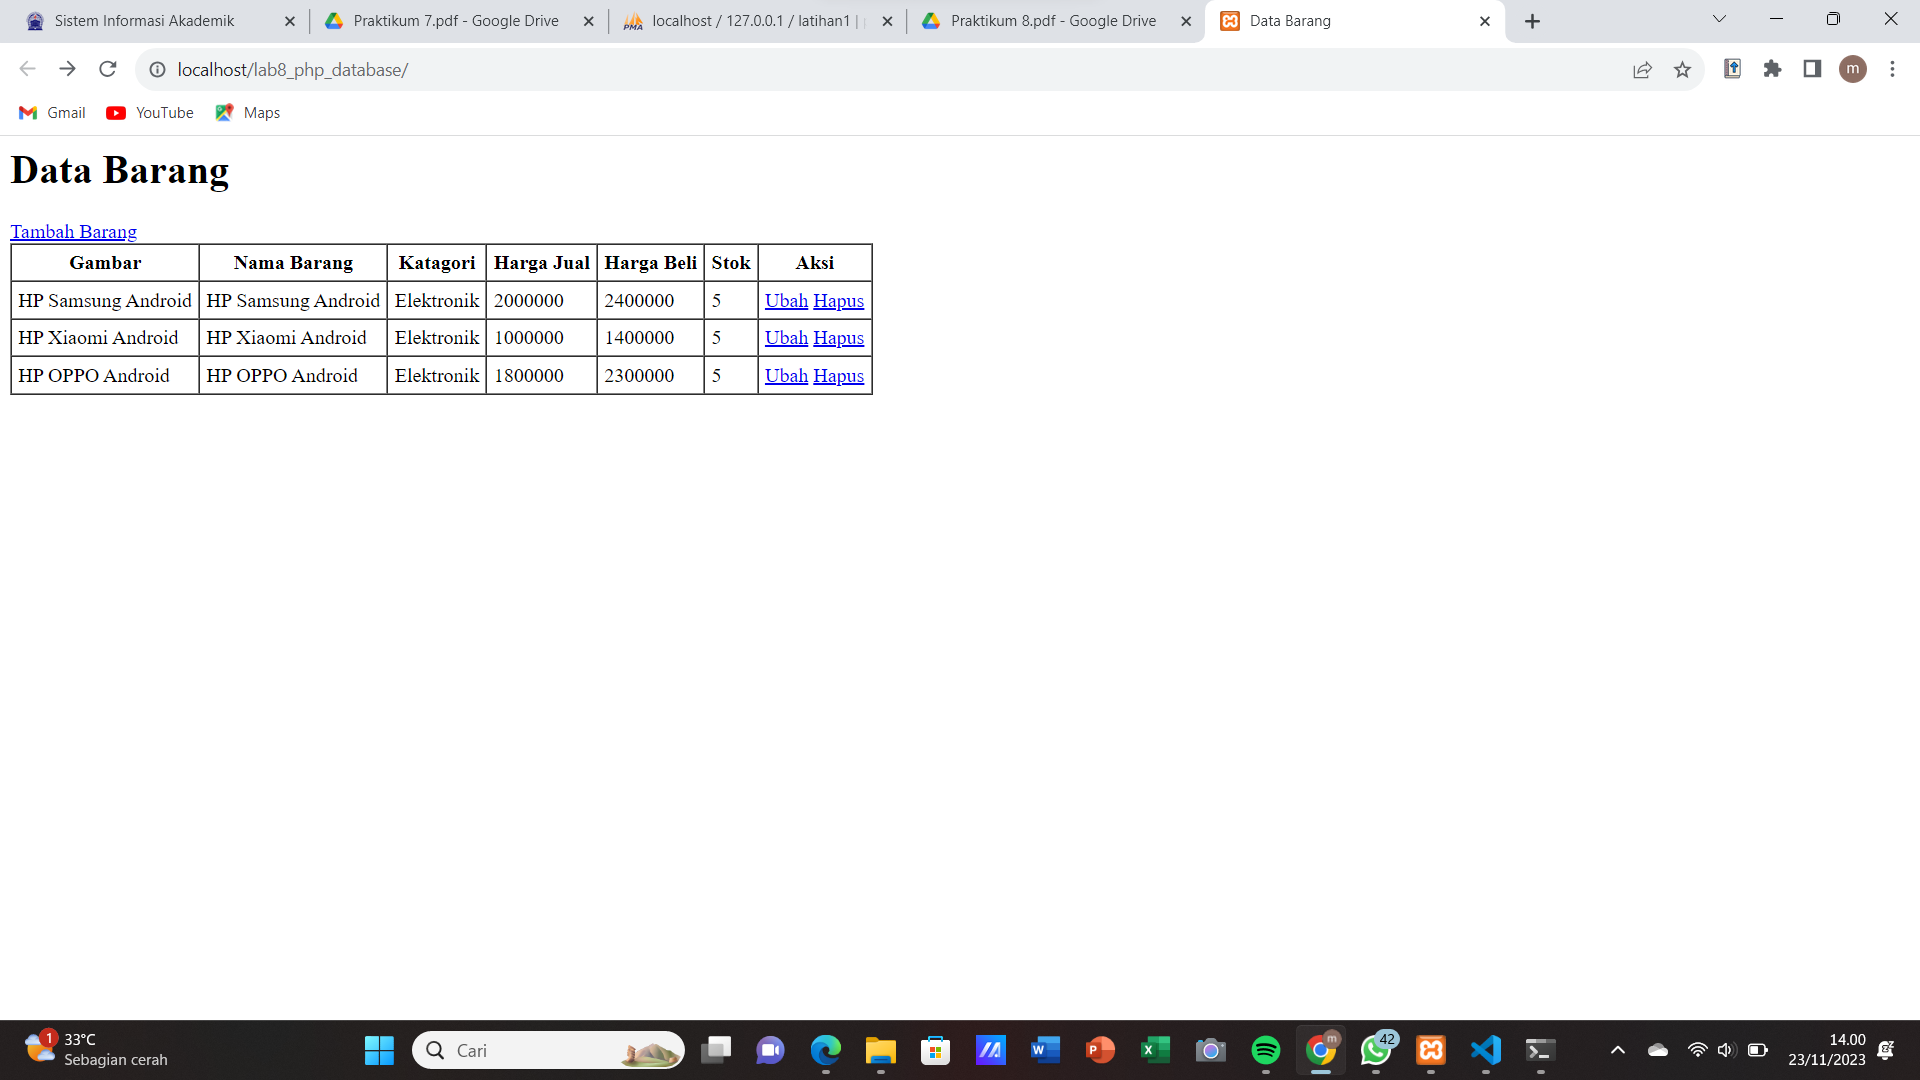 Sistem Informasi Akademik
Praktikum 7.pdf - Google Drive
localhost / 127.0.0.1 / latihan1 |
Praktikum 8.pdf - Google Drive
Data Barang
localhost/lab8_php_database/
m
Gmail YouTube Maps
Data Barang
Tambah Barang
Gambar Nama Barang Katagori Harga Jual Harga Beli Stok Aksi
HP Samsung Android HP Samsung Android Elektronik 2000000 2400000 5 Ubah Hapus
HP Xiaomi Android HP Xiaomi Android Elektronik 1000000 1400000 5 Ubah Hapus
HP OPPO Android HP OPPO Android Elektronik 1800000 2300000 5 Ubah Hapus
1
33°C
Sebagian cerah
Cari
m
42
14.00
23/11/2023